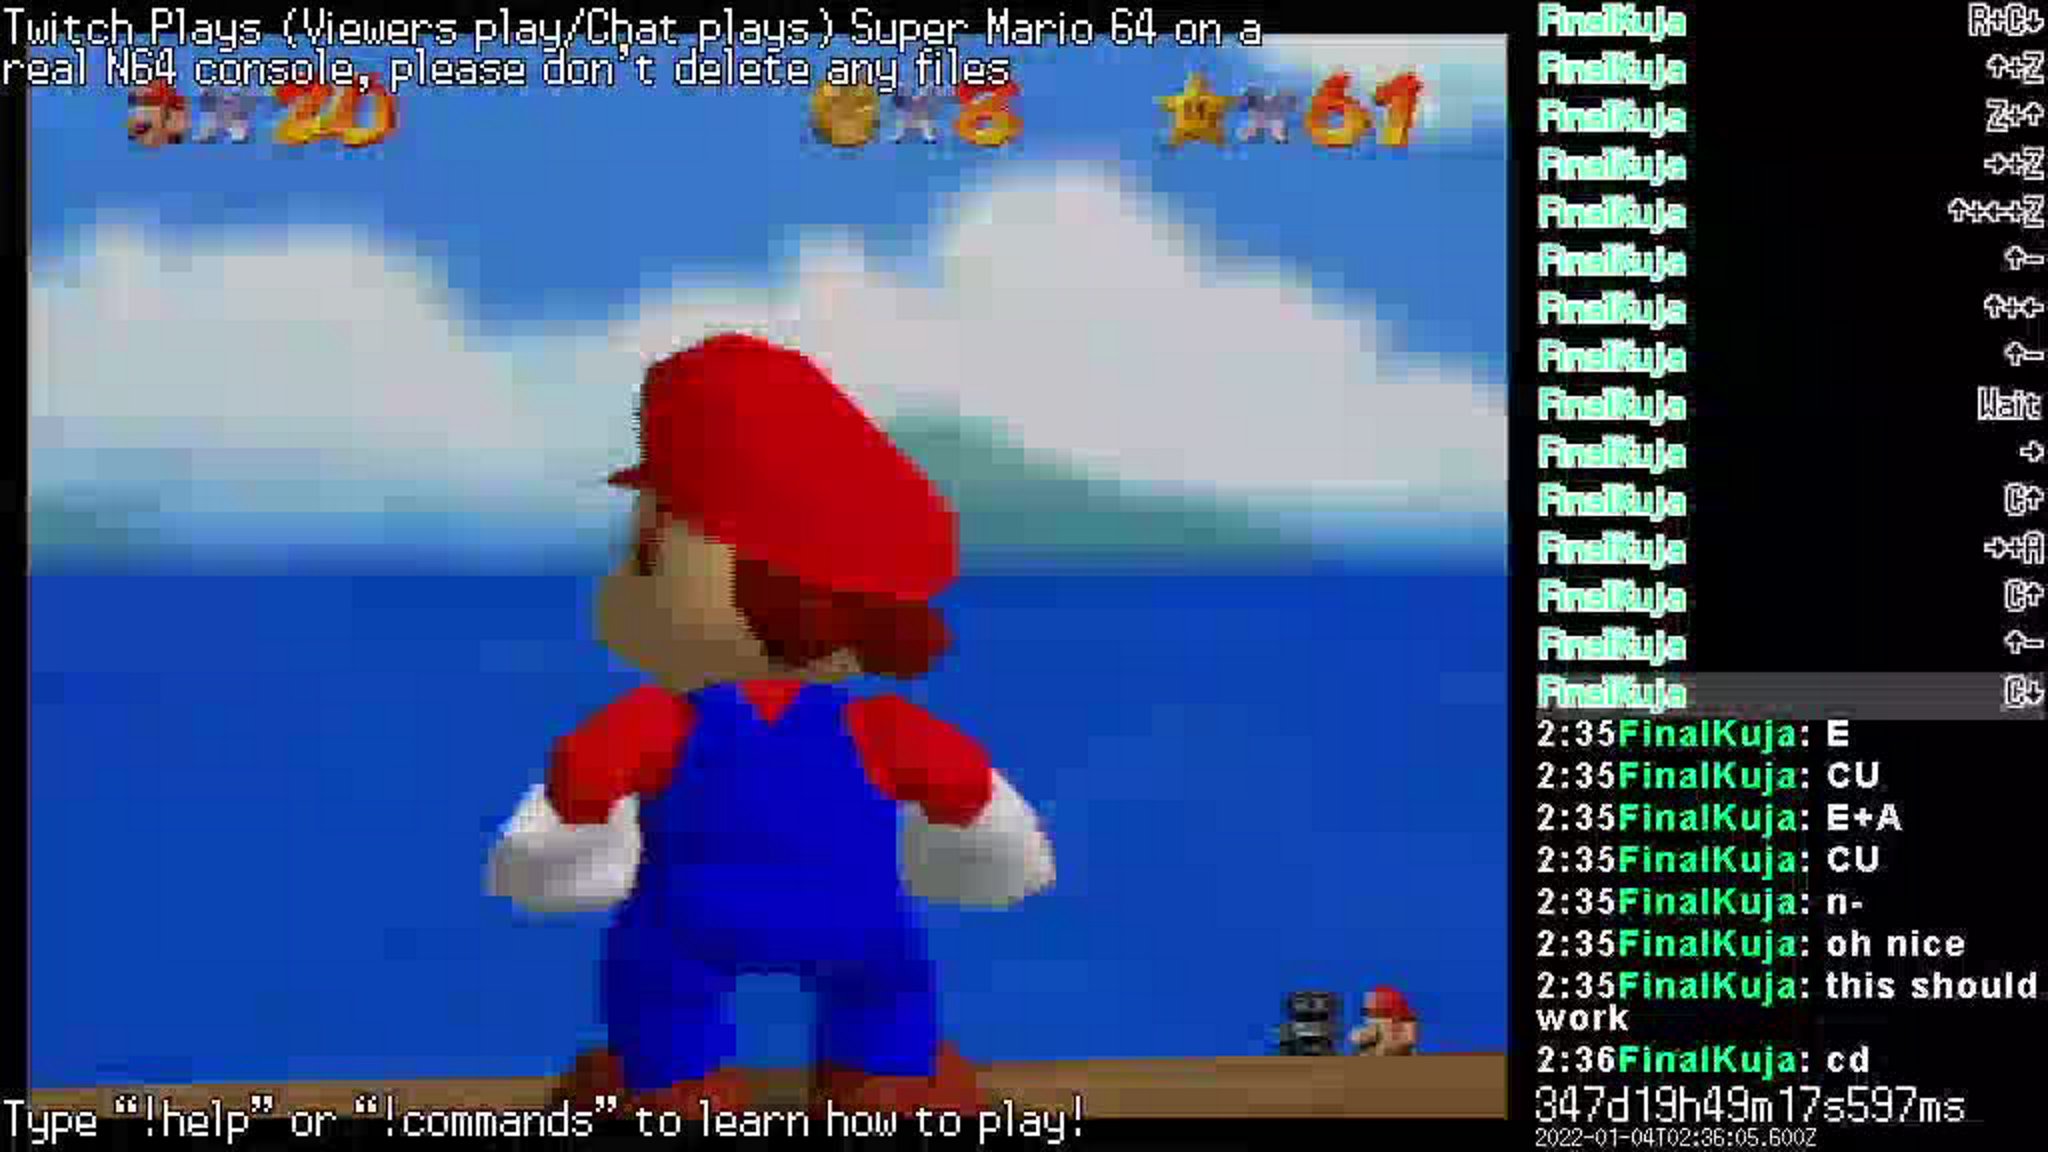 Twitch Plays (Viewers play/Chat plays) Super Mario 64 on a
real N64 console, please don't delete any files
20 × 6 × 61
FinalKuja R+C↓
FinalKuja ↑+Z
FinalKuja Z+↑
FinalKuja →+Z
FinalKuja ↑+←+Z
FinalKuja ↑-
FinalKuja ↑+←
FinalKuja ↑-
FinalKuja Wait
FinalKuja →
FinalKuja C↑
FinalKuja →+A
FinalKuja C↑
FinalKuja ↑-
FinalKuja C↓
2:35FinalKuja: E
2:35FinalKuja: CU
2:35FinalKuja: E+A
2:35FinalKuja: CU
2:35FinalKuja: n-
2:35FinalKuja: oh nice
2:35FinalKuja: this should
work
2:36FinalKuja: cd
347d19h49m17s597ms
2022-01-04T02:36:05.600Z
Type “!help” or “!commands” to learn how to play!